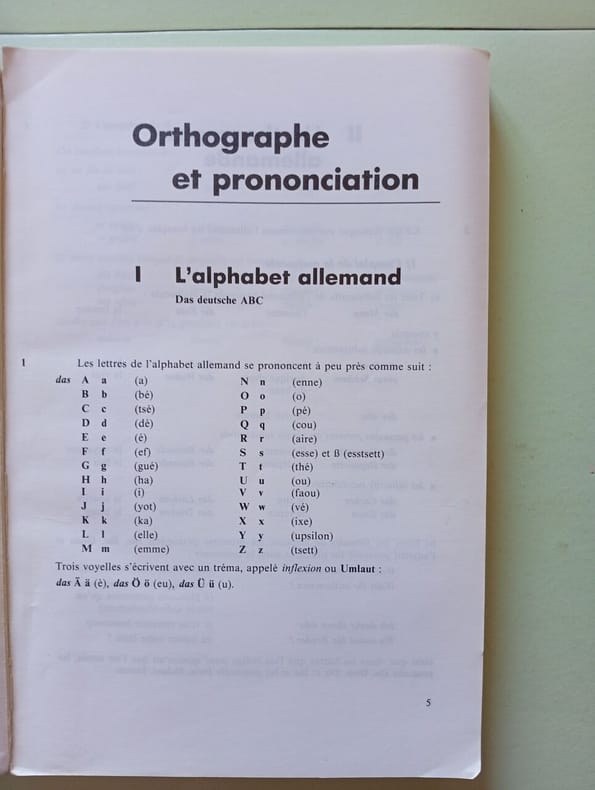 Orthographe
et prononciation
I L'alphabet allemand
Das deutsche ABC
1 Les lettres de l'alphabet allemand se prononcent à peu près comme suit :
das A a (a) N n (enne)
B b (bé) O o (o)
C c (tsé) P p (pé)
D d (dé) Q q (cou)
E e (é) R r (aire)
F f (ef) S s (esse) et ß (esstsett)
G g (gué) T t (thé)
H h (ha) U u (ou)
I i (i) V v (faou)
J j (yot) W w (vé)
K k (ka) X x (ixe)
L l (elle) Y y (upsilon)
M m (emme) Z z (tsett)
Trois voyelles s'écrivent avec un tréma, appelé inflexion ou Umlaut :
das Ä ä (è), das Ö ö (eu), das Ü ü (u).
5